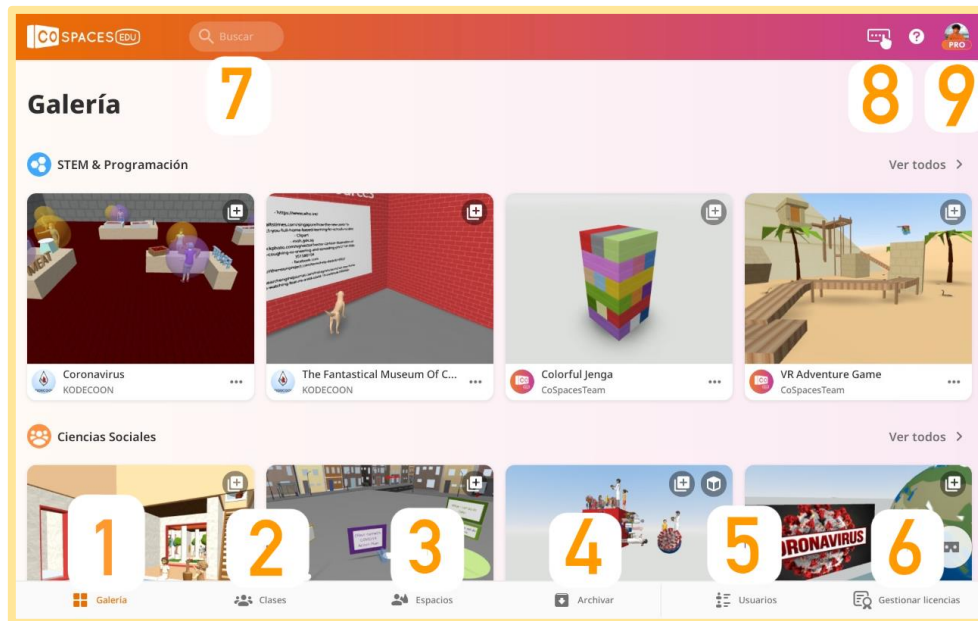 COSPACES EDU
Buscar
PRO
7
8
9
Galería
STEM & Programación
Ver todos >
Coronavirus
KODECOON
The Fantastical Museum Of C...
KODECOON
Colorful Jenga
CoSpacesTeam
VR Adventure Game
CoSpacesTeam
Ciencias Sociales
Ver todos >
CORONAVIRUS
1
2
3
4
5
6
Galería
Clases
Espacios
Archivar
Usuarios
Gestionar licencias